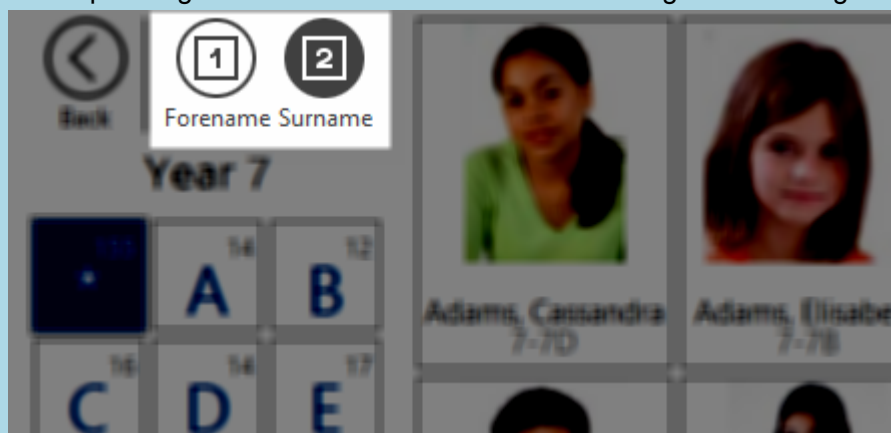 1 2
Back Forename Surname
Year 7
14 12
A B
Adams, Cassandra Adams, Elisabe
7-7D 7-7B
16 14 17
C D E